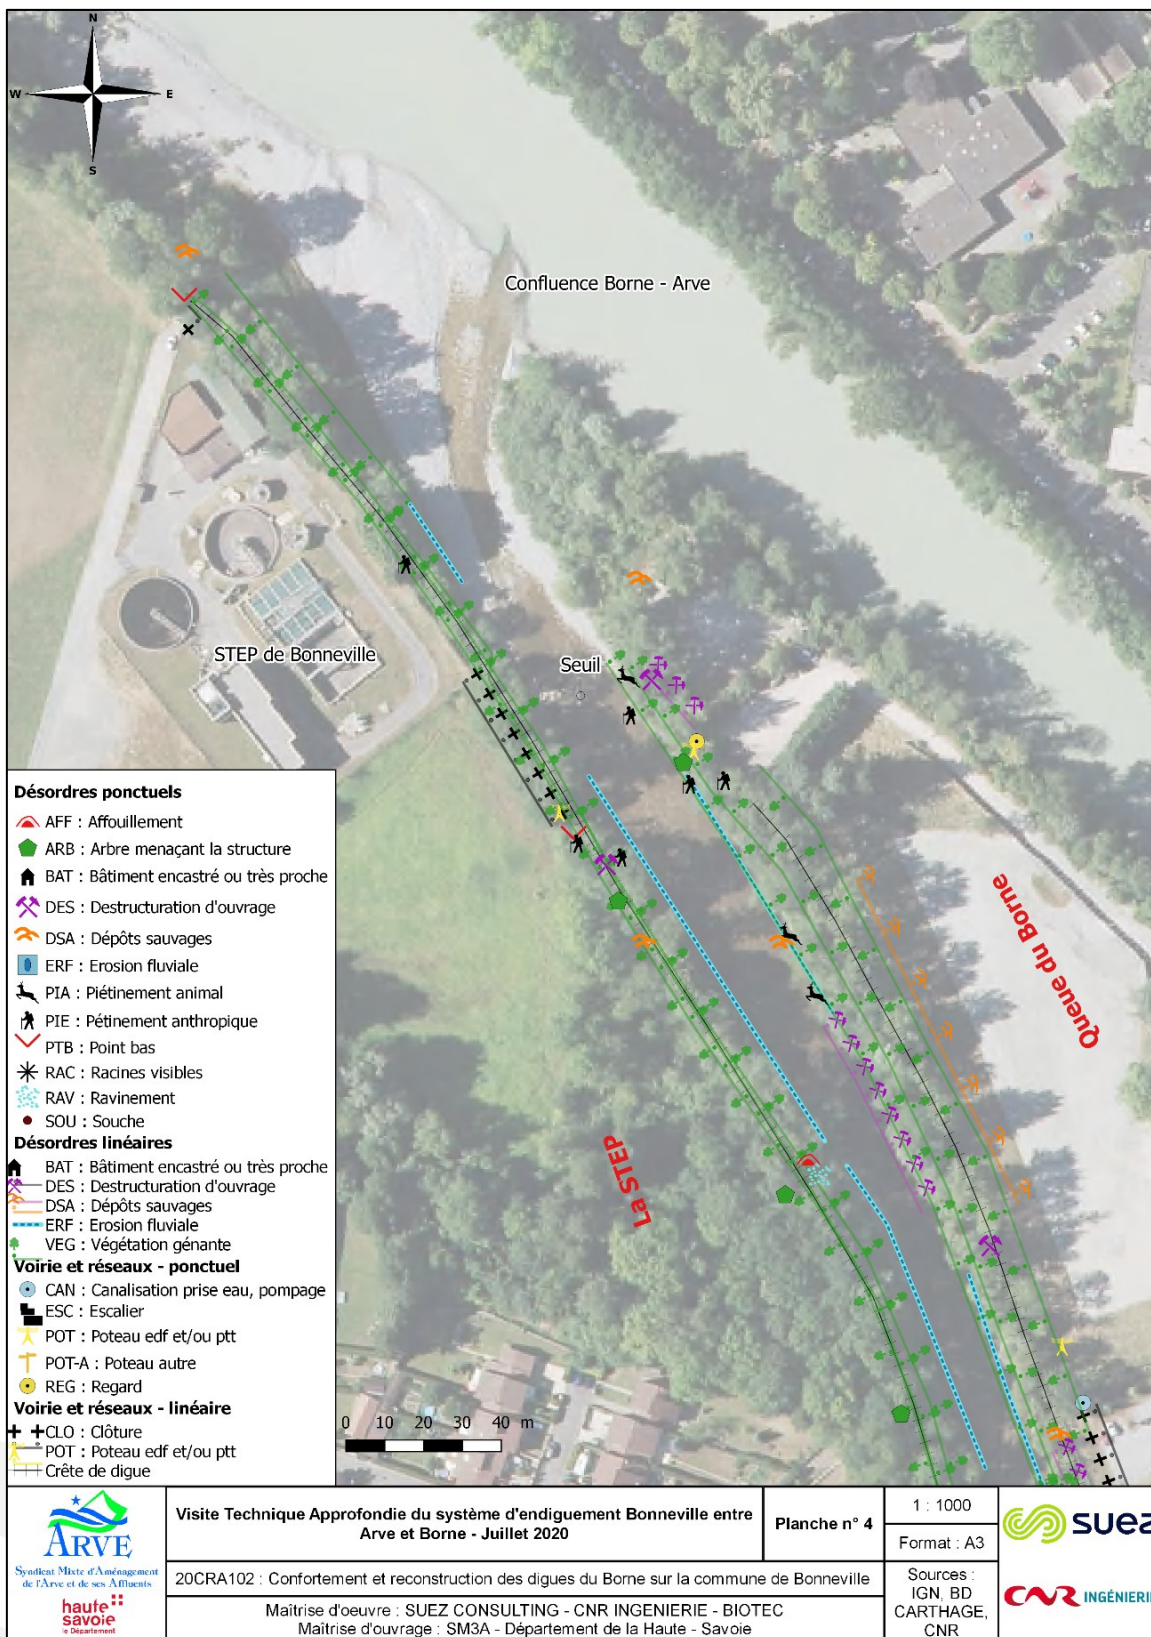 N
W
E
S
Confluence Borne - Arve
STEP de Bonneville
Seuil
Queue du Borne
La STEP
Désordres ponctuels
AFF : Affouillement
ARB : Arbre menaçant la structure
BAT : Bâtiment encastré ou très proche
DES : Destructuration d'ouvrage
DSA : Dépôts sauvages
ERF : Erosion fluviale
PIA : Piétinement animal
PIE : Pétinement anthropique
PTB : Point bas
RAC : Racines visibles
RAV : Ravinement
SOU : Souche
Désordres linéaires
BAT : Bâtiment encastré ou très proche
DES : Destructuration d'ouvrage
DSA : Dépôts sauvages
ERF : Erosion fluviale
VEG : Végétation génante
Voirie et réseaux - ponctuel
CAN : Canalisation prise eau, pompage
ESC : Escalier
POT : Poteau edf et/ou ptt
POT-A : Poteau autre
REG : Regard
Voirie et réseaux - linéaire
CLO : Clôture
POT : Poteau edf et/ou ptt
Crête de digue
0 10 20 30 40 m
ARVE
Syndicat Mixte d'Aménagement
de l'Arve et de ses Affluents
haute
savoie
le Département
Visite Technique Approfondie du système d'endiguement Bonneville entre
Arve et Borne - Juillet 2020
Planche n° 4
1 : 1000
Format : A3
20CRA102 : Confortement et reconstruction des digues du Borne sur la commune de Bonneville
Maîtrise d'oeuvre : SUEZ CONSULTING - CNR INGENIERIE - BIOTEC
Maîtrise d'ouvrage : SM3A - Département de la Haute - Savoie
Sources :
IGN, BD
CARTHAGE,
CNR
suez
CNR INGÉNIERIE